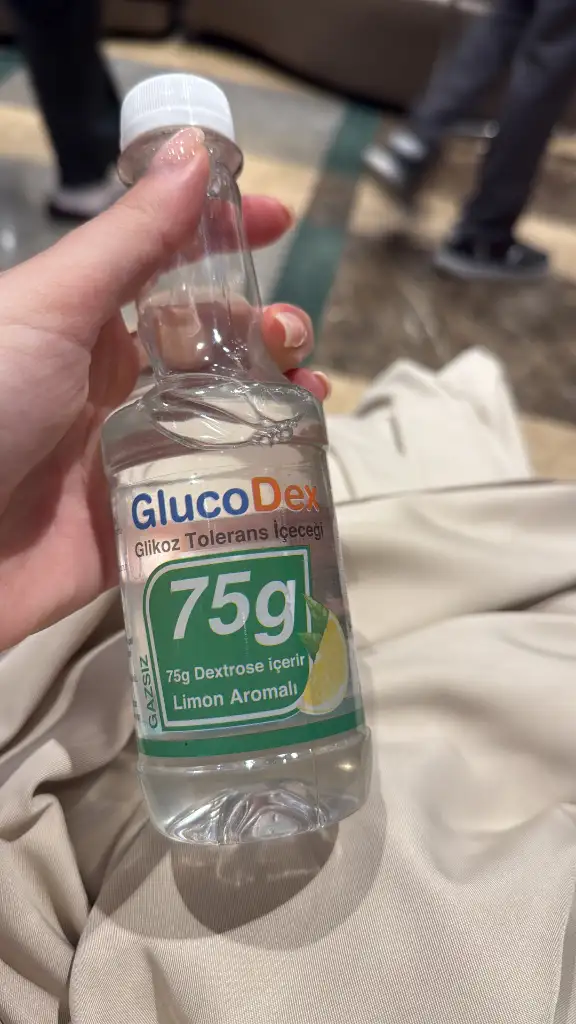 GlucoDex
Glikoz Tolerans İçeceği
75g
75g Dextrose içerir
Limon Aromalı
GAZSIZ